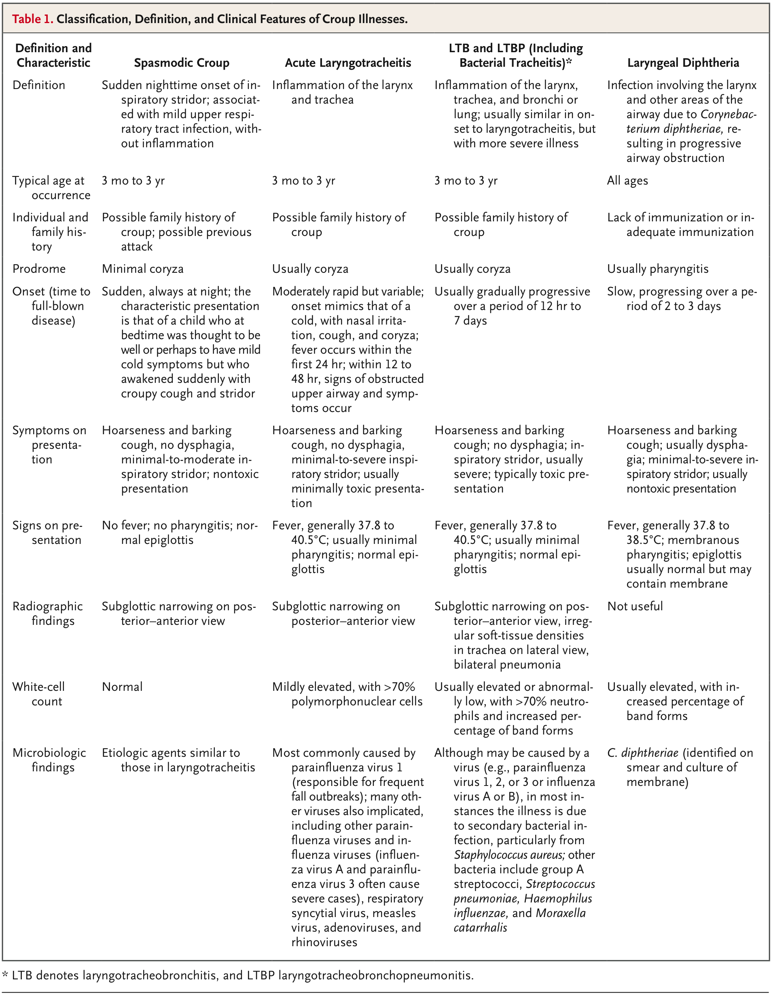 Table 1. Classification, Definition, and Clinical Features of Croup Illnesses.
Definition and
Characteristic
Spasmodic Croup
Acute Laryngotracheitis
LTB and LTBP (Including
Bacterial Tracheitis)*
Laryngeal Diphtheria
Definition
Sudden nighttime onset of in-
spiratory stridor; associat-
ed with mild upper respi-
ratory tract infection, with-
out inflammation
Inflammation of the larynx
and trachea
Inflammation of the larynx,
trachea, and bronchi or
lung; usually similar in on-
set to laryngotracheitis, but
with more severe illness
Infection involving the larynx
and other areas of the
airway due to Corynebac-
terium diphtheriae, re-
sulting in progressive
airway obstruction
Typical age at
occurrence
3 mo to 3 yr
3 mo to 3 yr
3 mo to 3 yr
All ages
Individual and
family his-
tory
Possible family history of
croup; possible previous
attack
Possible family history of
croup
Possible family history of
croup
Lack of immunization or in-
adequate immunization
Prodrome
Minimal coryza
Usually coryza
Usually coryza
Usually pharyngitis
Onset (time to
full-blown
disease)
Sudden, always at night; the
characteristic presentation
is that of a child who at
bedtime was thought to be
well or perhaps to have mild
cold symptoms but who
awakened suddenly with
croupy cough and stridor
Moderately rapid but variable;
onset mimics that of a
cold, with nasal irrita-
tion, cough, and coryza;
fever occurs within the
first 24 hr; within 12 to
48 hr, signs of obstructed
upper airway and symp-
toms occur
Usually gradually progressive
over a period of 12 hr to
7 days
Slow, progressing over a pe-
riod of 2 to 3 days
Symptoms on
presenta-
tion
Hoarseness and barking
cough, no dysphagia,
minimal-to-moderate in-
spiratory stridor; nontoxic
presentation
Hoarseness and barking
cough, no dysphagia,
minimal-to-severe inspi-
ratory stridor; usually
minimally toxic presenta-
tion
Hoarseness and barking
cough; no dysphagia; in-
spiratory stridor, usually
severe; typically toxic pre-
sentation
Hoarseness and barking
cough; usually dyspha-
gia; minimal-to-severe in-
spiratory stridor; usually
nontoxic presentation
Signs on pre-
sentation
No fever; no pharyngitis; nor-
mal epiglottis
Fever, generally 37.8 to
40.5°C; usually minimal
pharyngitis; normal epi-
glottis
Fever, generally 37.8 to
40.5°C; usually minimal
pharyngitis; normal epi-
glottis
Fever, generally 37.8 to
38.5°C; membranous
pharyngitis; epiglottis
usually normal but may
contain membrane
Radiographic
findings
Subglottic narrowing on pos-
terior–anterior view
Subglottic narrowing on
posterior–anterior view
Subglottic narrowing on pos-
terior–anterior view, irreg-
ular soft-tissue densities
in trachea on lateral view,
bilateral pneumonia
Not useful
White-cell
count
Normal
Mildly elevated, with >70%
polymorphonuclear cells
Usually elevated or abnormal-
ly low, with >70% neutro-
phils and increased per-
centage of band forms
Usually elevated, with in-
creased percentage of
band forms
Microbiologic
findings
Etiologic agents similar to
those in laryngotracheitis
Most commonly caused by
parainfluenza virus 1
(responsible for frequent
fall outbreaks); many oth-
er viruses also implicated,
including other parain-
fluenza viruses and in-
fluenza viruses (influen-
za virus A and parainflu-
enza virus 3 often cause
severe cases), respiratory
syncytial virus, measles
virus, adenoviruses, and
rhinoviruses
Although may be caused by a
virus (e.g., parainfluenza
virus 1, 2, or 3 or influenza
virus A or B), in most in-
stances the illness is due
to secondary bacterial in-
fection, particularly from
Staphylococcus aureus; other
bacteria include group A
streptococci, Streptococcus
pneumoniae, Haemophilus
influenzae, and Moraxella
catarrhalis
C. diphtheriae (identified on
smear and culture of
membrane)
* LTB denotes laryngotracheobronchitis, and LTBP laryngotracheobronchopneumonitis.